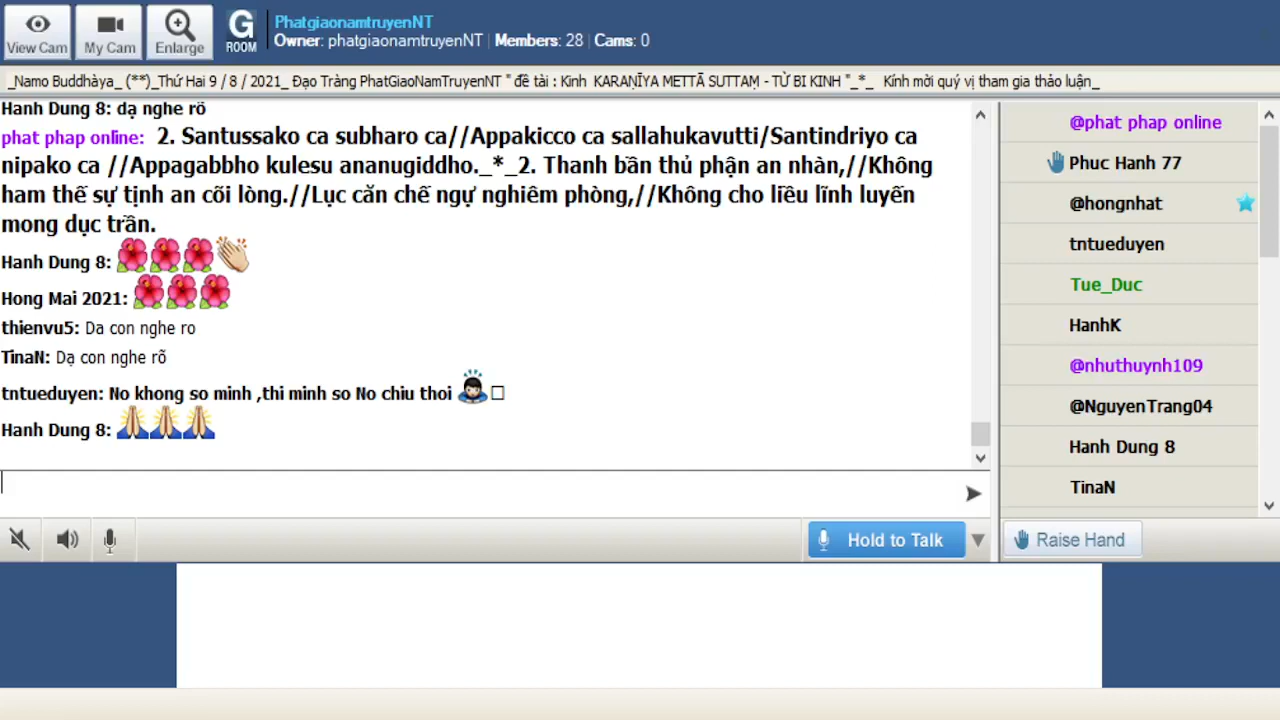 View Cam
My Cam
Enlarge
G
ROOM
PhatgiaonamtruyenNT
Owner: phatgiaonamtruyenNT | Members: 28 | Cams: 0
_Namo Buddhàya_ (**)_Thứ Hai 9 / 8 / 2021_ Đạo Tràng PhatGiaoNamTruyenNT " đề tài : Kinh KARAṆĪYA METTĀ SUTTAṂ - TỪ BI KINH "_*_ Kính mời quý vị tham gia thảo luận_
Hanh Dung 8: dạ nghe rõ
phat phap online: 2. Santussako ca subharo ca//Appakicco ca sallahukavutti/Santindriyo ca
nipako ca //Appagabbho kulesu ananugiddho._*_2. Thanh bần thủ phận an nhàn,//Không
ham thế sự tịnh an cõi lòng.//Lục căn chế ngự nghiêm phòng,//Không cho liều lĩnh luyến
mong dục trần.
Hanh Dung 8:
Hong Mai 2021:
thienvu5: Da con nghe ro
TinaN: Dạ con nghe rõ
tntueduyen: No khong so minh ,thi minh so No chiu thoi
Hanh Dung 8:
@phat phap online
Phuc Hanh 77
@hongnhat
tntueduyen
Tue_Duc
HanhK
@nhuthuynh109
@NguyenTrang04
Hanh Dung 8
TinaN
Hold to Talk
Raise Hand